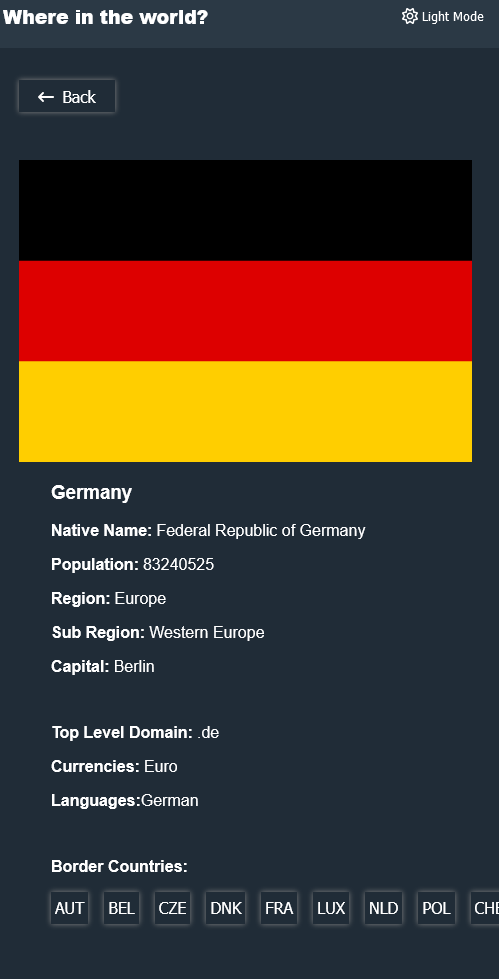 Where in the world?
Light Mode
Back
Germany
Native Name: Federal Republic of Germany
Population: 83240525
Region: Europe
Sub Region: Western Europe
Capital: Berlin
Top Level Domain: .de
Currencies: Euro
Languages:German
Border Countries:
AUT BEL CZE DNK FRA LUX NLD POL